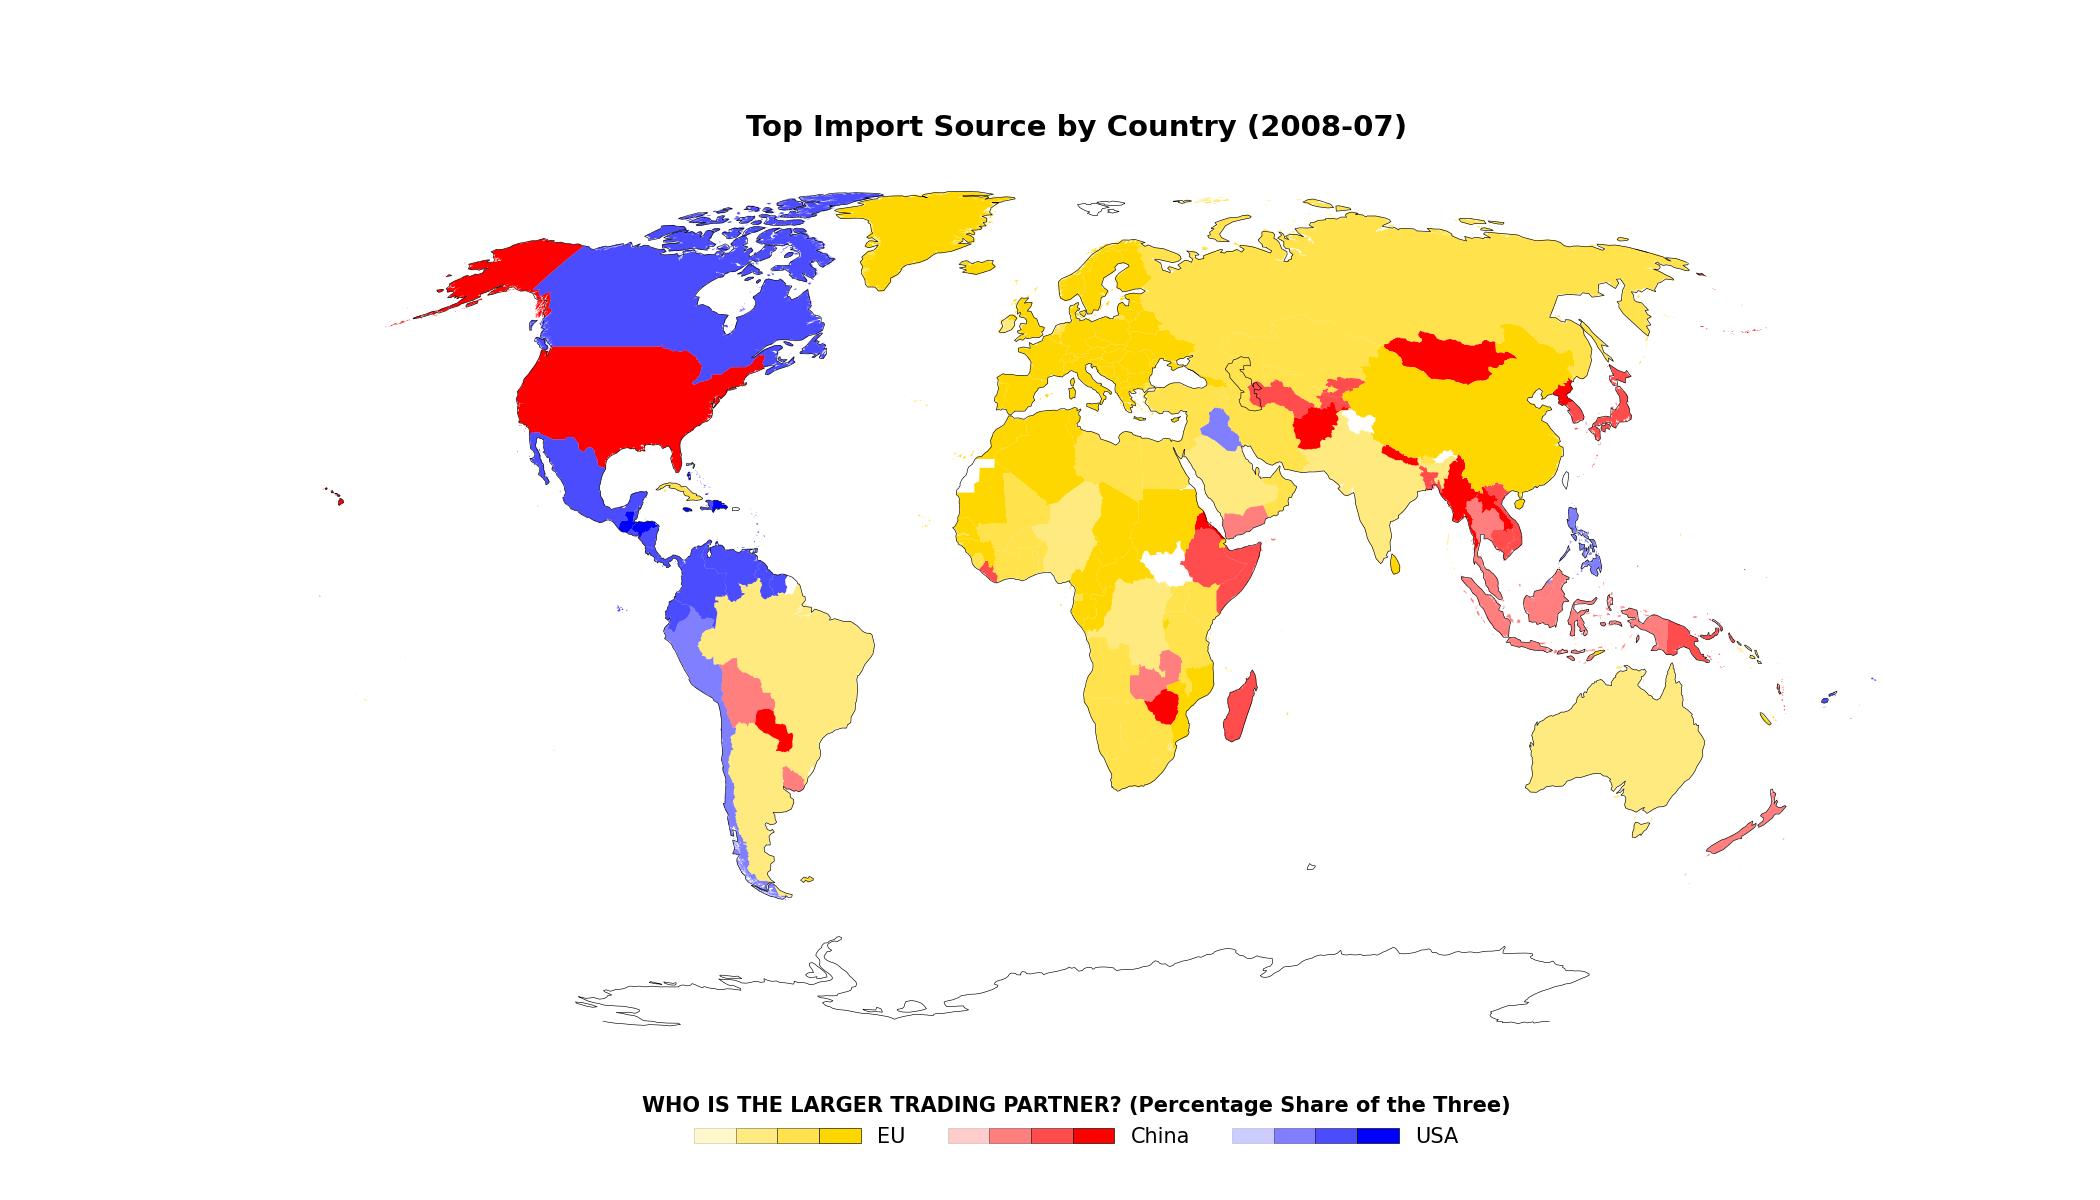 Top Import Source by Country (2008-07)
WHO IS THE LARGER TRADING PARTNER? (Percentage Share of the Three)
EU China USA